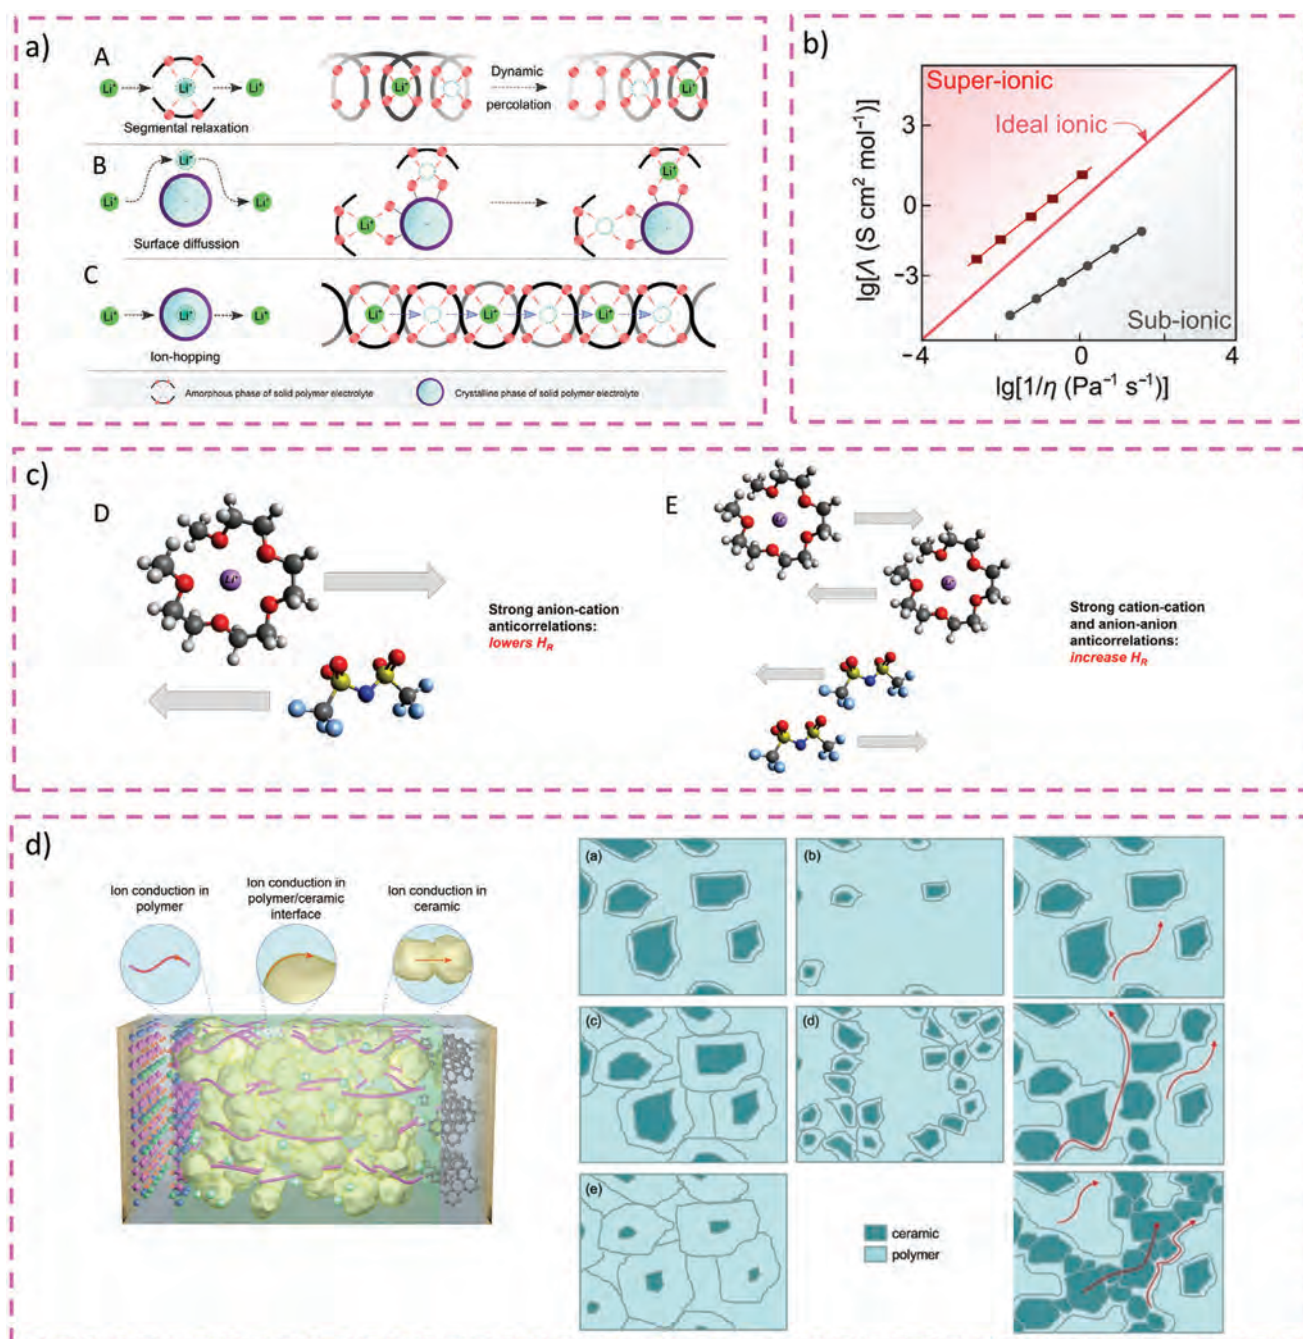 a)
A
Li⁺
Li⁺
Li⁺
Segmental relaxation
Li⁺
Dynamic
percolation
Li⁺
B
Li⁺
Li⁺
Li⁺
Surface diffussion
Li⁺
Li⁺
C
Li⁺
Li⁺
Li⁺
Ion-hopping
Li⁺
Li⁺
Li⁺
Amorphous phase of solid polymer electrolyte
Crystalline phase of solid polymer electrolyte
b)
Super-ionic
Ideal ionic
Sub-ionic
3
0
−3
lg[Λ (S cm² mol⁻¹)]
−4
0
4
lg[1/η (Pa⁻¹ s⁻¹)]
c)
D
Li⁺
Strong anion-cation
anticorrelations:
lowers H_R
E
Strong cation-cation
and anion-anion
anticorrelations:
increase H_R
d)
Ion conduction in
polymer
Ion conduction in
polymer/ceramic
interface
Ion conduction in
ceramic
(a)
(b)
(c)
(d)
(e)
ceramic
polymer